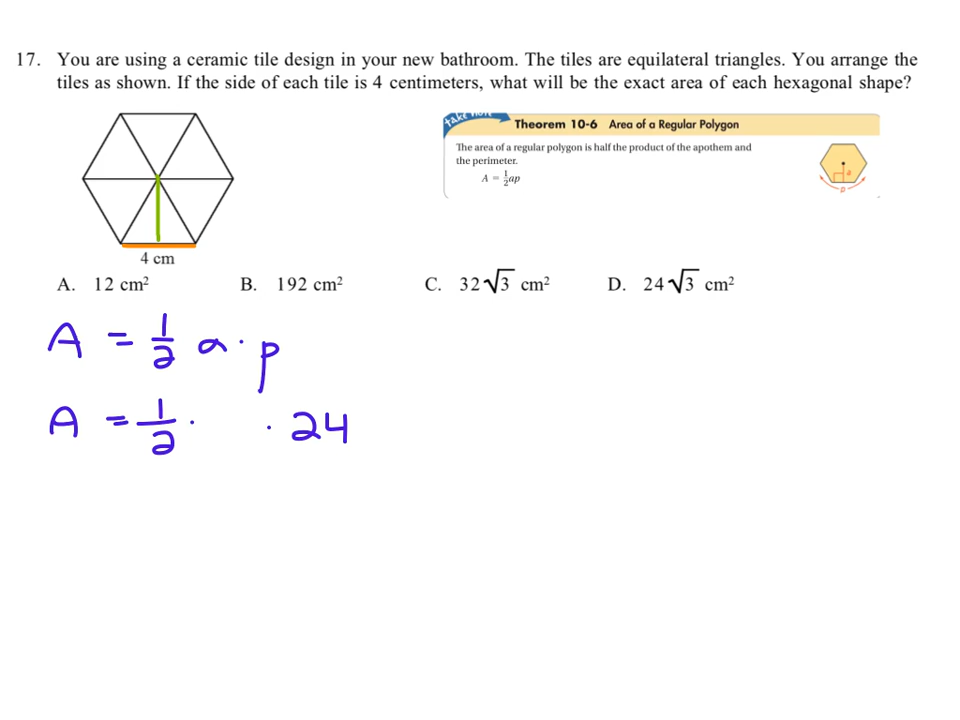 17. You are using a ceramic tile design in your new bathroom. The tiles are equilateral triangles. You arrange the
tiles as shown. If the side of each tile is 4 centimeters, what will be the exact area of each hexagonal shape?
take note
Theorem 10-6 Area of a Regular Polygon
The area of a regular polygon is half the product of the apothem and
the perimeter.
A = ½ap
a
p
4 cm
A. 12 cm² B. 192 cm² C. 32√3 cm² D. 24√3 cm²
A = ½ a · p
A = ½ · · 24